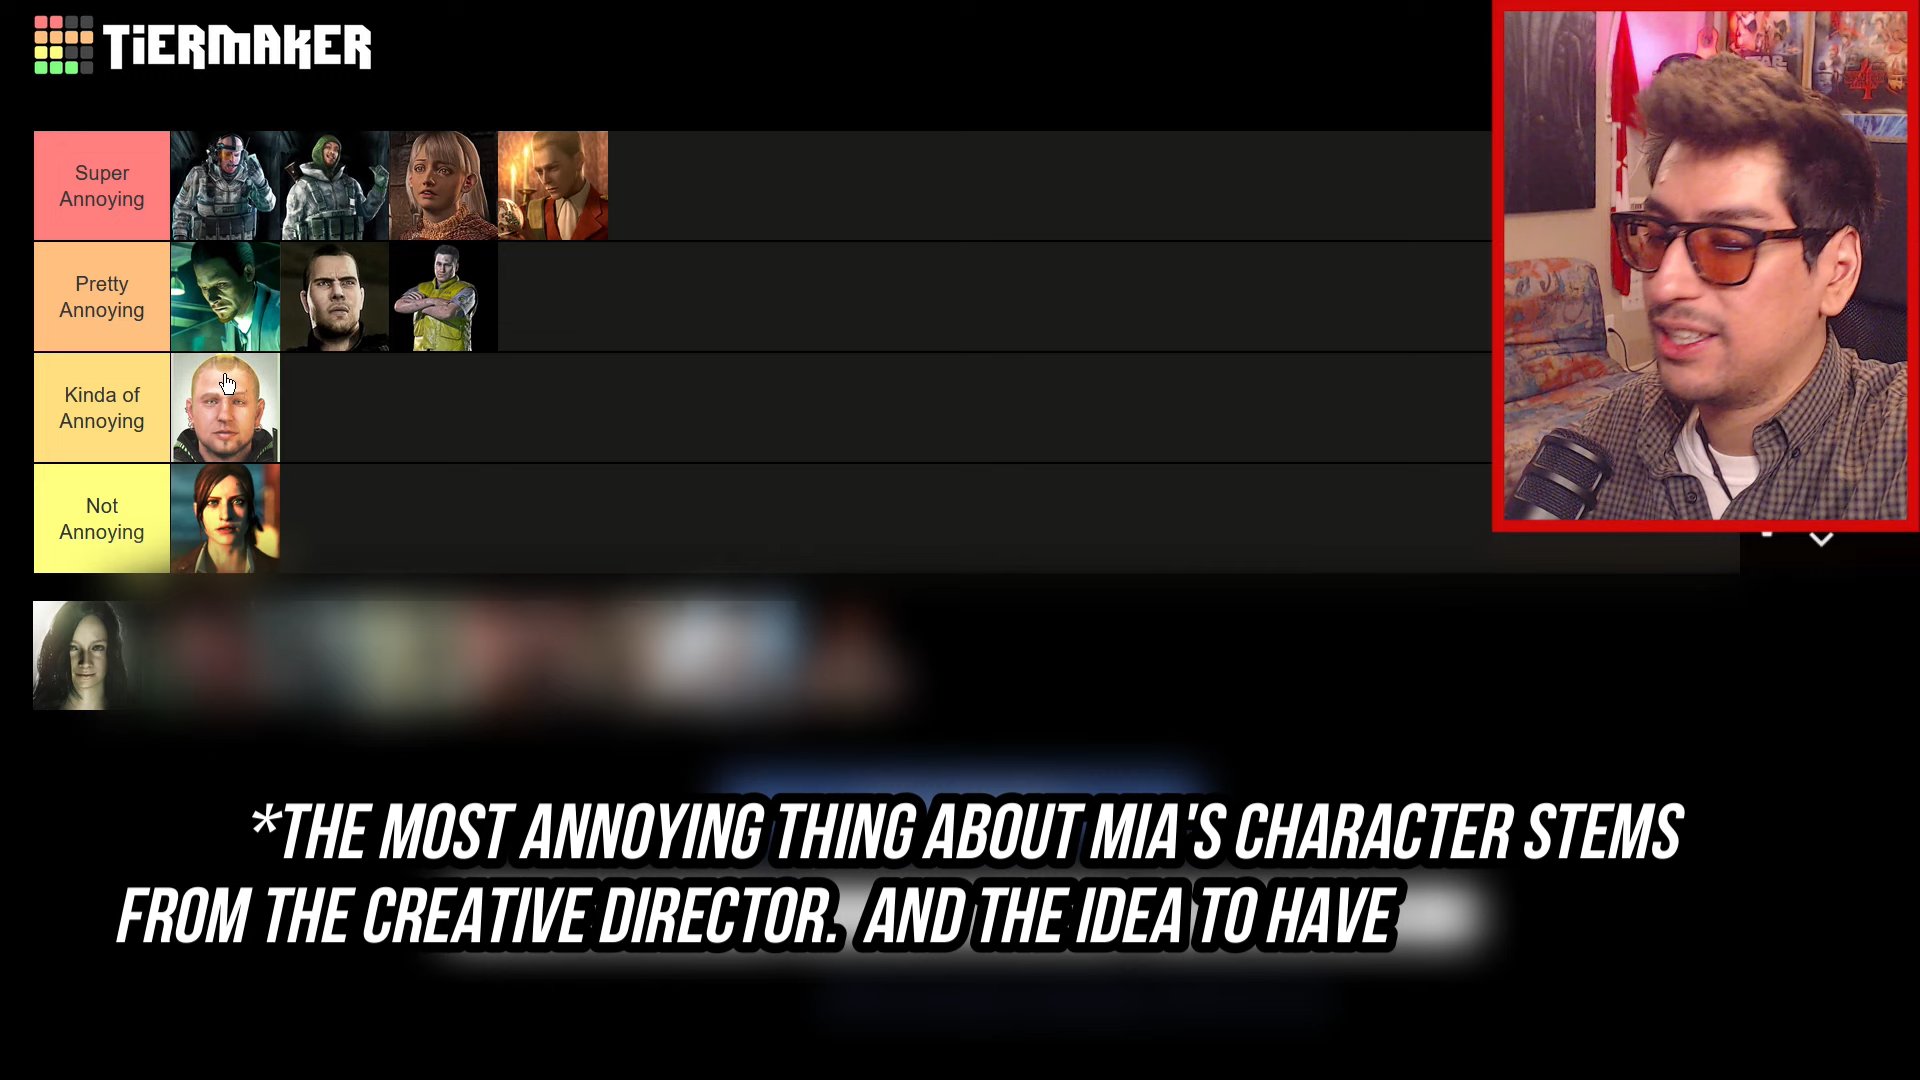 TiERMAKER
Super
Annoying
Pretty
Annoying
Kinda of
Annoying
Not
Annoying
*THE MOST ANNOYING THING ABOUT MIA'S CHARACTER STEMS
FROM THE CREATIVE DIRECTOR. AND THE IDEA TO HAVE